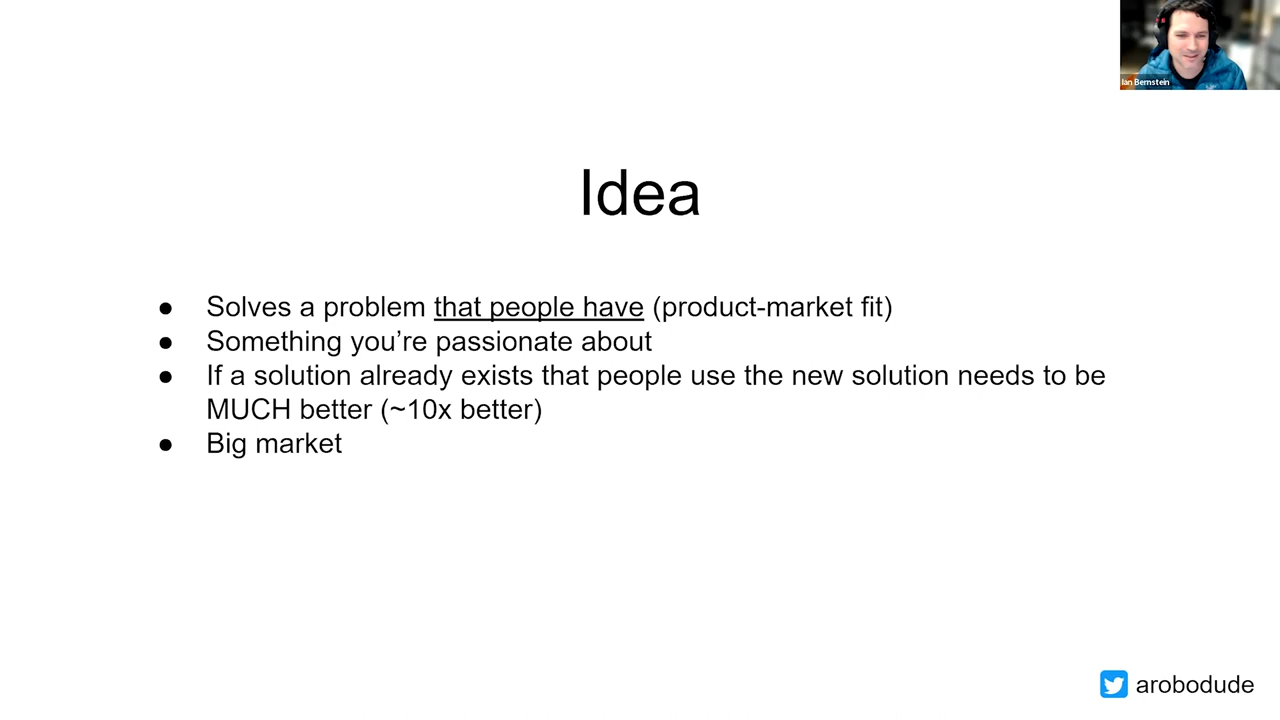 Ian Bernstein
Idea
● Solves a problem that people have (product-market fit)
● Something you’re passionate about
● If a solution already exists that people use the new solution needs to be
MUCH better (~10x better)
● Big market
arobodude